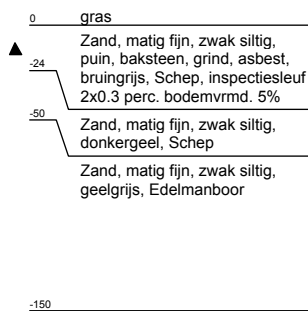 0 gras
Zand, matig fijn, zwak siltig,
puin, baksteen, grind, asbest,
-24 bruingrijs, Schep, inspectiesleuf
2x0.3 perc. bodemvrmd. 5%
-50 Zand, matig fijn, zwak siltig,
donkergeel, Schep
Zand, matig fijn, zwak siltig,
geelgrijs, Edelmanboor
-150